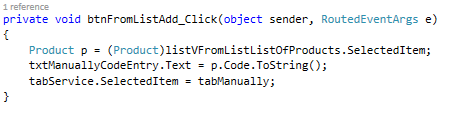 1 reference
private void btnFromListAdd_Click(object sender, RoutedEventArgs e)
{
    Product p = (Product)listVFromListListOfProducts.SelectedItem;
    txtManuallyCodeEntry.Text = p.Code.ToString();
    tabService.SelectedItem = tabManually;
}